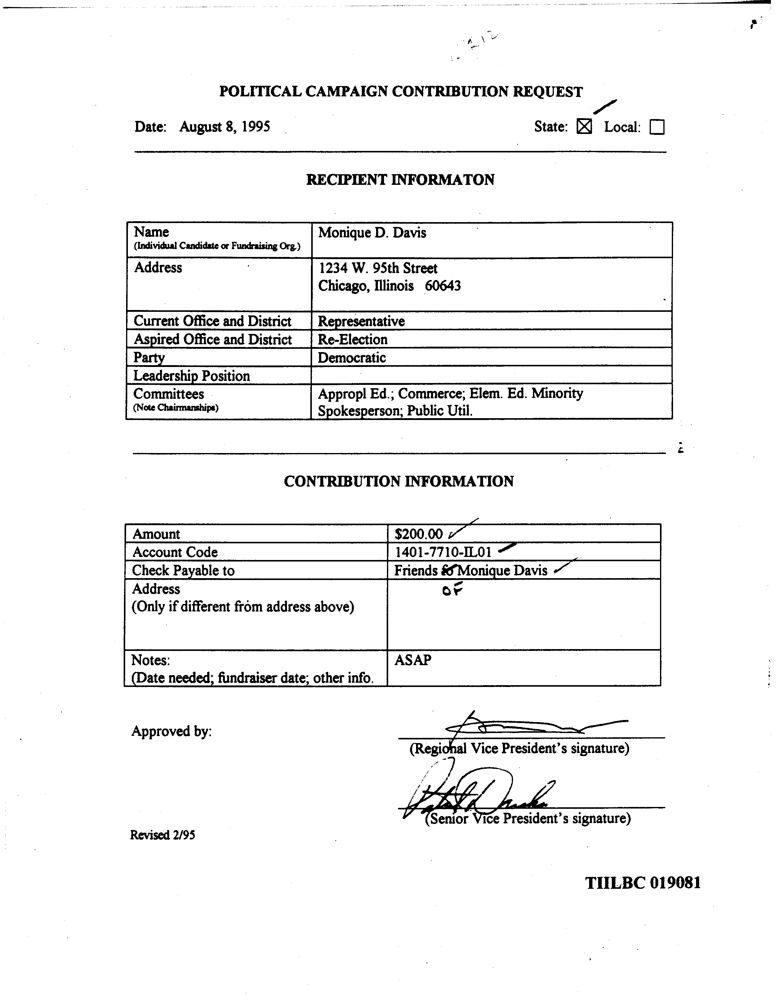 POLITICAL CAMPAIGN CONTRIBUTION REQUEST
Date: August 8, 1995 State: ☒ Local: ☐
RECIPIENT INFORMATON
Name Monique D. Davis
(Individual Candidate or Fundraising Org.)
Address 1234 W. 95th Street
Chicago, Illinois 60643
Current Office and District Representative
Aspired Office and District Re-Election
Party Democratic
Leadership Position
Committees Appropl Ed.; Commerce; Elem. Ed. Minority
(Note Chairmanships) Spokesperson; Public Util.
CONTRIBUTION INFORMATION
Amount $200.00
Account Code 1401-7710-IL01
Check Payable to Friends Monique Davis
Address OF
(Only if different from address above)
Notes: ASAP
(Date needed; fundraiser date; other info.
Approved by:
(Regional Vice President's signature)
(Senior Vice President's signature)
Revised 2/95
TIILBC 019081